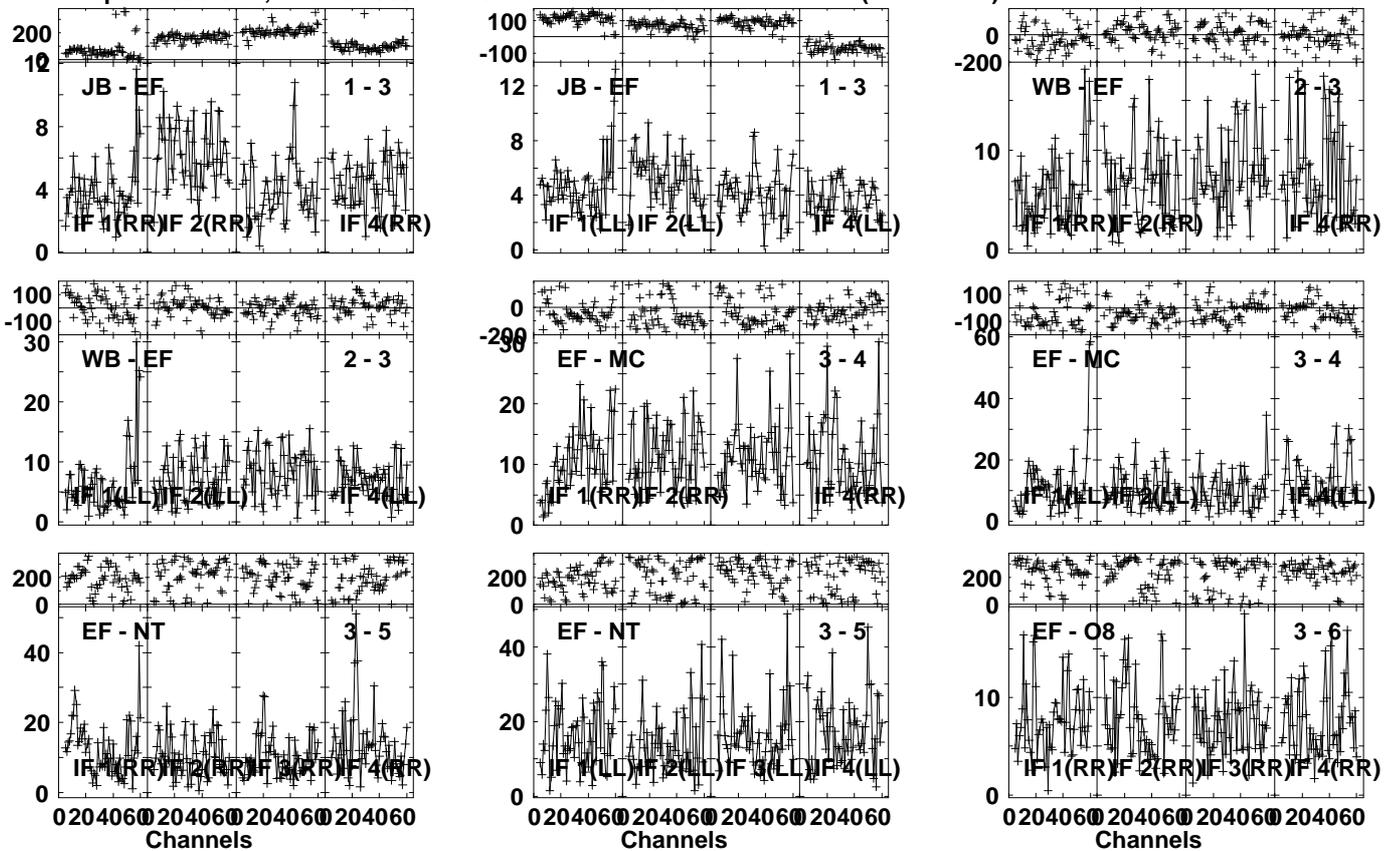 200 100 0
0 -100 -200
12 JB - EF 1 - 3 12 JB - EF 1 - 3 WB - EF 2 - 3
8 8 10
4 4
IF 1(RR) IF 2(RR) IF 4(RR) IF 1(LL) IF 2(LL) IF 4(LL) IF 1(RR) IF 2(RR) IF 4(RR)
0 0 0
100 0 100
-100 -200 -100
30 WB - EF 2 - 3 30 EF - MC 3 - 4 60 EF - MC 3 - 4
20 20 40
10 10 20
IF 1(LL) IF 2(LL) IF 4(LL) IF 1(RR) IF 2(RR) IF 4(RR) IF 1(LL) IF 2(LL) IF 4(LL)
0 0 0
200 200 200
0 0 0
EF - NT 3 - 5 EF - NT 3 - 5 EF - O8 3 - 6
40 40 10
20 20
IF 1(RR) IF 2(RR) IF 3(RR) IF 4(RR) IF 1(LL) IF 2(LL) IF 3(LL) IF 4(LL) IF 1(RR) IF 2(RR) IF 3(RR) IF 4(RR)
0 0 0
0 20 40 60 0 20 40 60 0 20 40 60 0 20 40 60 0 20 40 60 0 20 40 60 0 20 40 60 0 20 40 60 0 20 40 60 0 20 40 60 0 20 40 60 0 20 40 60
Channels Channels Channels